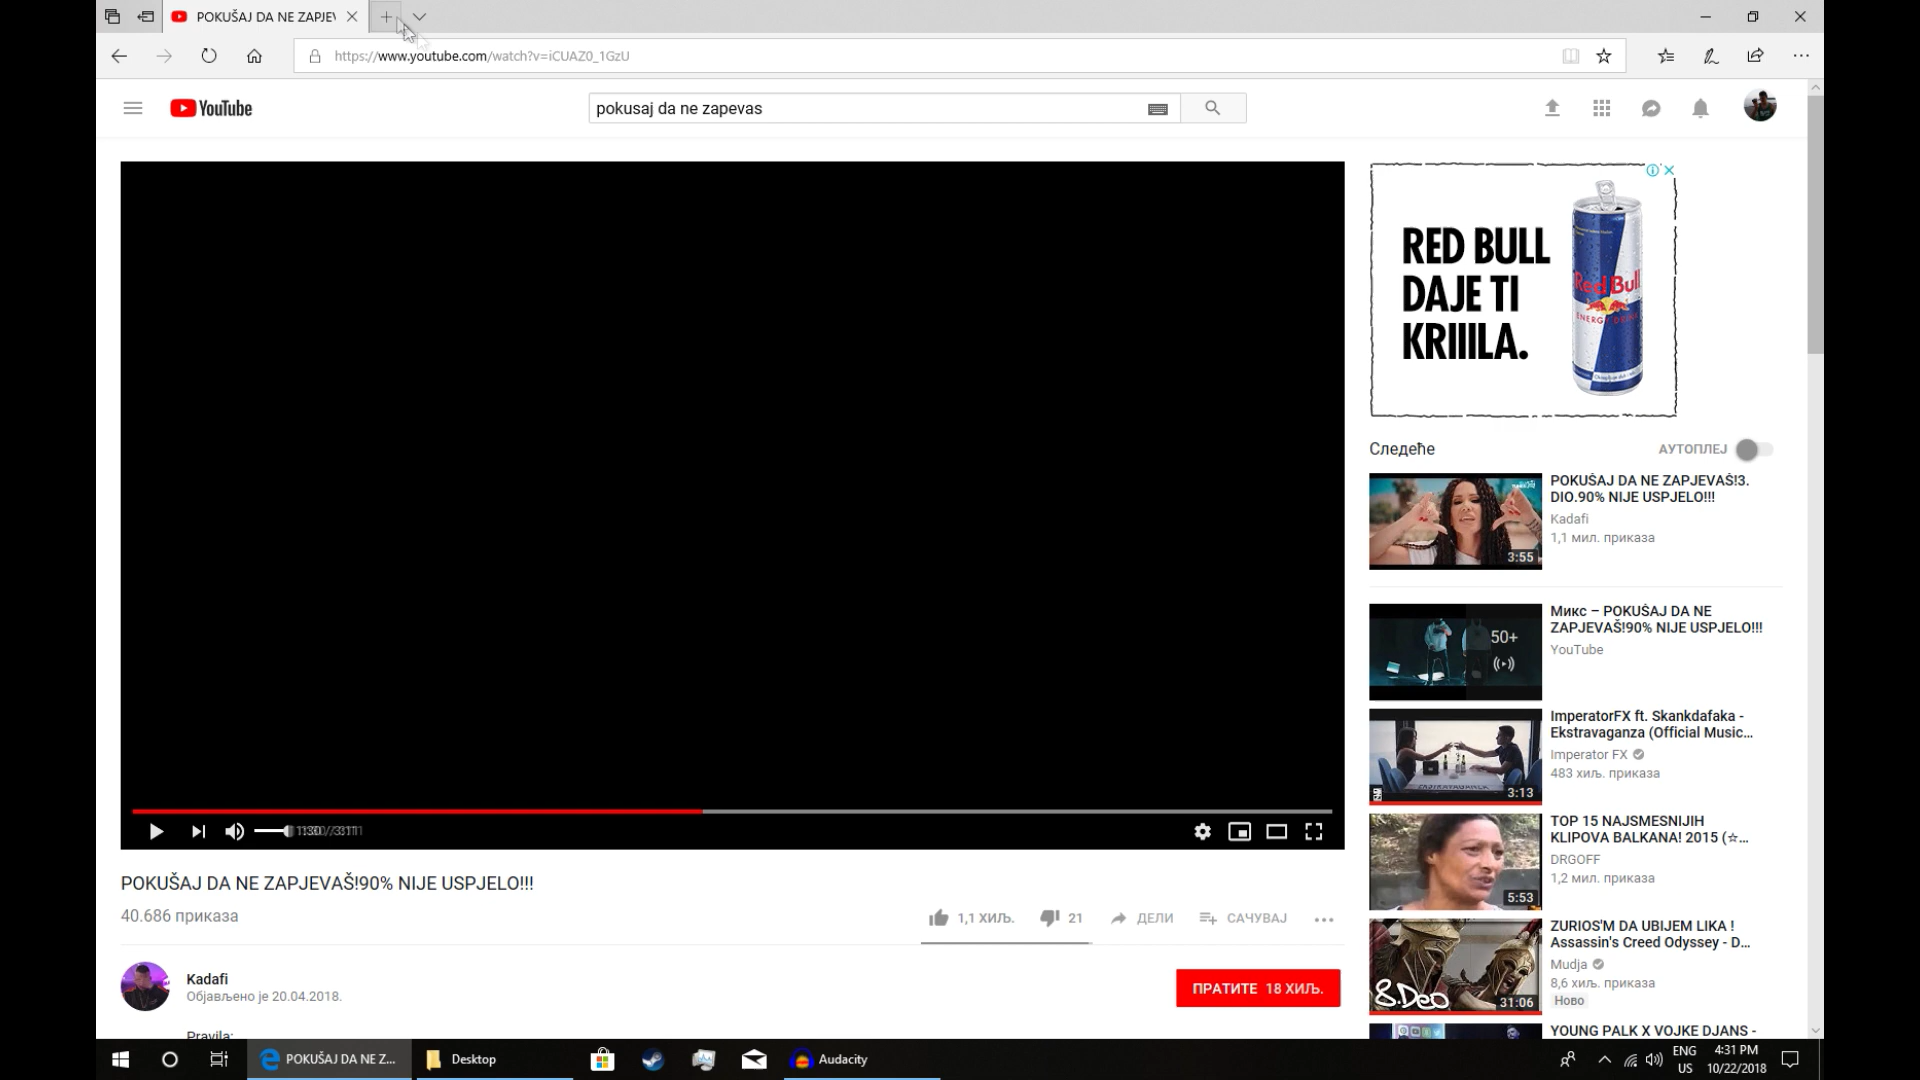 POKUŠAJ DA NE ZAPJEV
https://www.youtube.com/watch?v=iCUAZ0_1GzU
YouTube
pokusaj da ne zapevas
RED BULL
DAJE TI
KRIIILA.
Red Bull
ENERGY DRINK
Следеће
АУТОПЛЕЈ
POKUŠAJ DA NE ZAPJEVAŠ!3.
DIO.90% NIJE USPJELO!!!
Kadafi
1,1 мил. приказа
3:55
Микс – POKUŠAJ DA NE
ZAPJEVAŠ!90% NIJE USPJELO!!!
YouTube
50+
ImperatorFX ft. Skankdafaka -
Ekstravaganza (Official Music...
Imperator FX
483 хиљ. приказа
EKSTRAVAGANZA
3:13
TOP 15 NAJSMESNIJIH
KLIPOVA BALKANA! 2015 (☆...
DRGOFF
1,2 мил. приказа
5:53
ZURIOS'M DA UBIJEM LIKA !
Assassin's Creed Odyssey - D...
Mudja
8,6 хиљ. приказа
Ново
8.Deo
31:06
YOUNG PALK X VOJKE DJANS -
POKUŠAJ DA NE ZAPJEVAŠ!90% NIJE USPJELO!!!
40.686 приказа
1,1 ХИЉ.
21
ДЕЛИ
САЧУВАЈ
Kadafi
Објављено је 20.04.2018.
ПРАТИТЕ 18 ХИЉ.
Pravila:
POKUŠAJ DA NE Z...
Desktop
Audacity
ENG
US
4:31 PM
10/22/2018